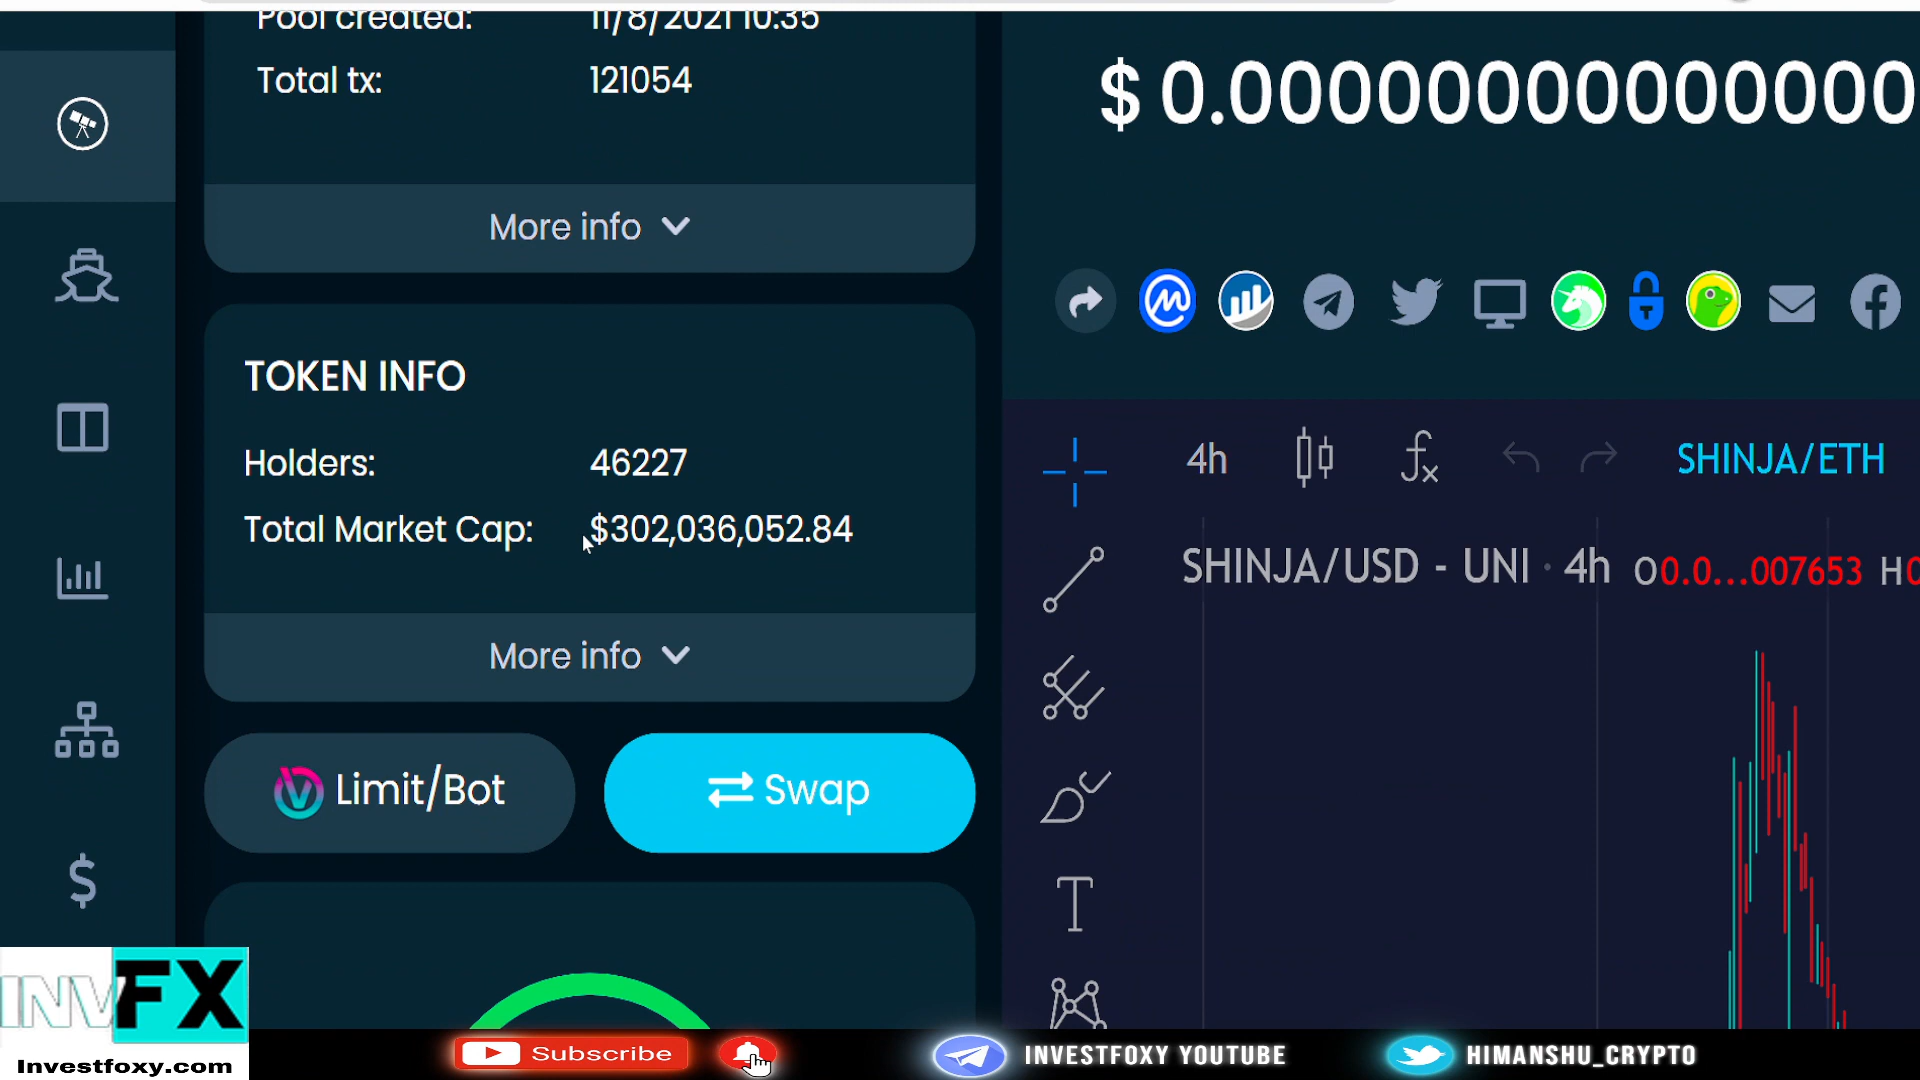 Pool created: 11/8/2021 10:35
Total tx: 121054
More info
TOKEN INFO
Holders: 46227
Total Market Cap: $302,036,052.84
More info
Limit/Bot
Swap
$ 0.00000000000000
4h
SHINJA/ETH
SHINJA/USD - UNI · 4h O0.0...007653 H0
INVFX
Investfoxy.com
Subscribe
INVESTFOXY YOUTUBE
HIMANSHU_CRYPTO